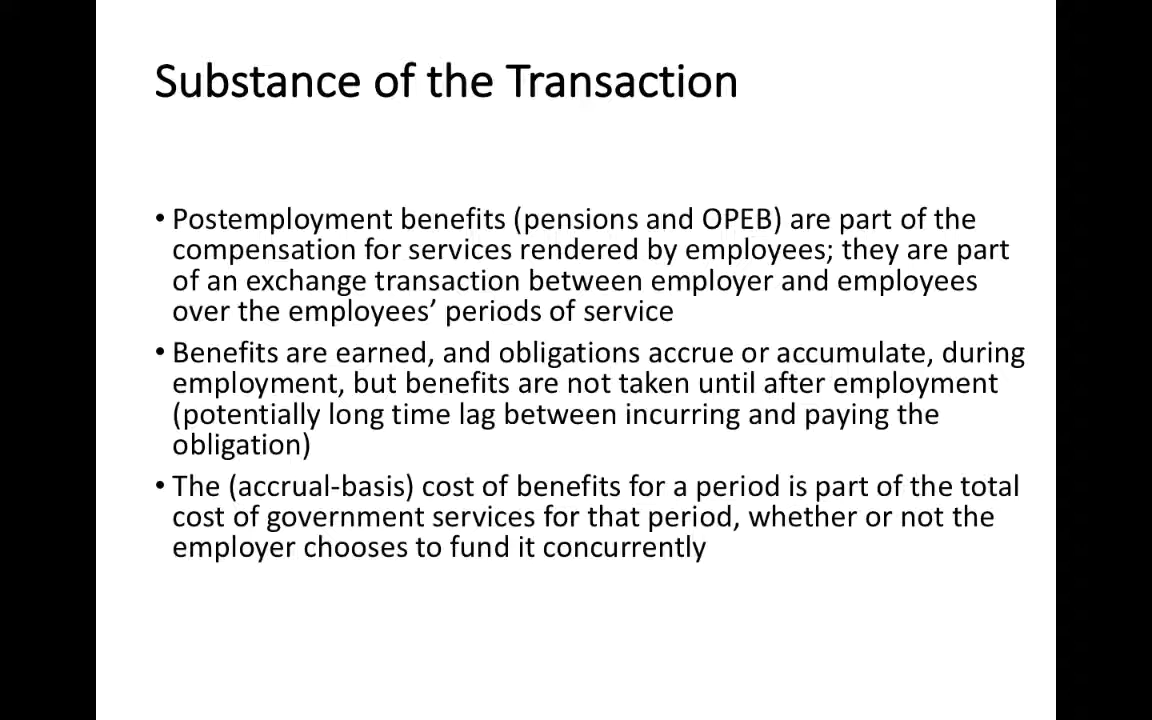 Substance of the Transaction
• Postemployment benefits (pensions and OPEB) are part of the
compensation for services rendered by employees; they are part
of an exchange transaction between employer and employees
over the employees’ periods of service
• Benefits are earned, and obligations accrue or accumulate, during
employment, but benefits are not taken until after employment
(potentially long time lag between incurring and paying the
obligation)
• The (accrual-basis) cost of benefits for a period is part of the total
cost of government services for that period, whether or not the
employer chooses to fund it concurrently